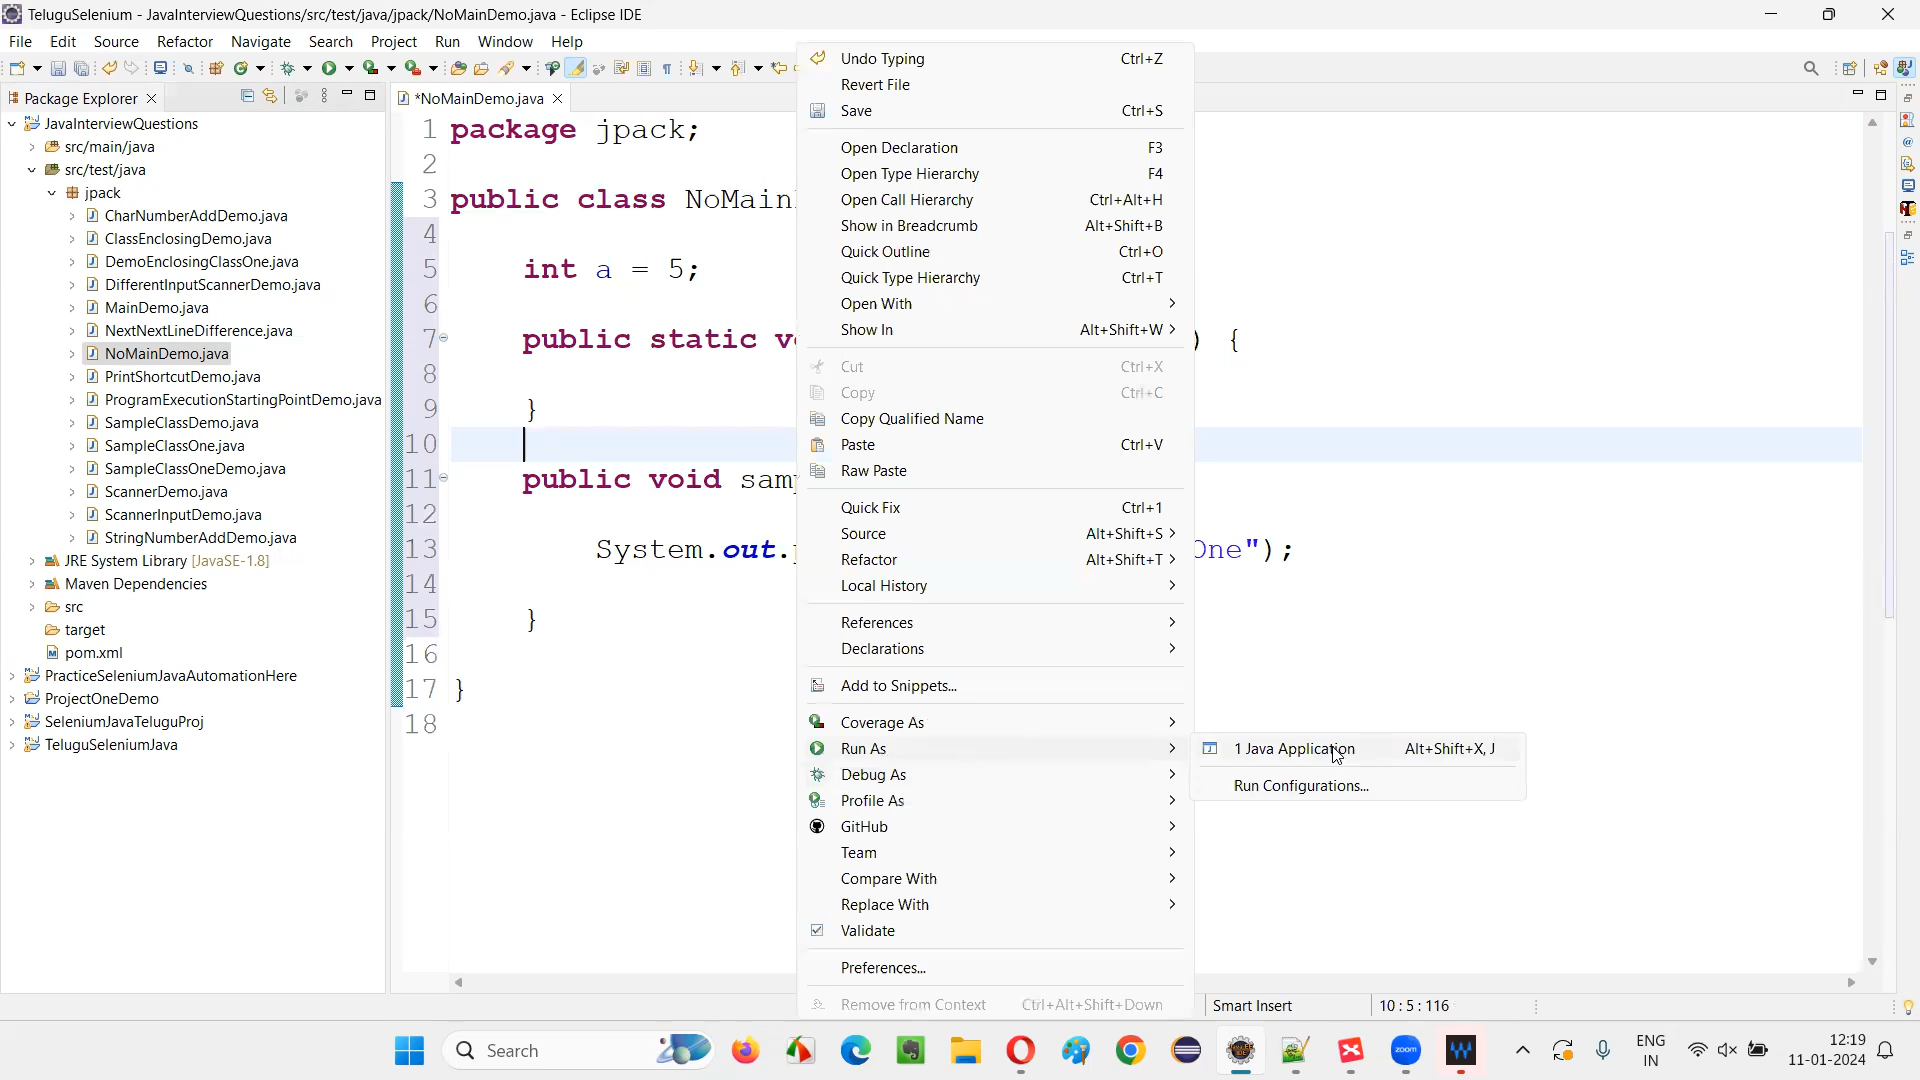 TeluguSelenium - JavaInterviewQuestions/src/test/java/jpack/NoMainDemo.java - Eclipse IDE
File Edit Source Refactor Navigate Search Project Run Window Help
Package Explorer
JavaInterviewQuestions
src/main/java
src/test/java
jpack
CharNumberAddDemo.java
ClassEnclosingDemo.java
DemoEnclosingClassOne.java
DifferentInputScannerDemo.java
MainDemo.java
NextNextLineDifference.java
NoMainDemo.java
PrintShortcutDemo.java
ProgramExecutionStartingPointDemo.java
SampleClassDemo.java
SampleClassOne.java
SampleClassOneDemo.java
ScannerDemo.java
ScannerInputDemo.java
StringNumberAddDemo.java
JRE System Library [JavaSE-1.8]
Maven Dependencies
src
target
pom.xml
PracticeSeleniumJavaAutomationHere
ProjectOneDemo
SeleniumJavaTeluguProj
TeluguSeleniumJava
*NoMainDemo.java
1 package jpack;
2
3 public class NoMain
4
5 int a = 5;
6
7 public static v ) {
8
9 }
10
11 public void sam
12
13 System.out. One");
14
15 }
16
17 }
18
Undo Typing Ctrl+Z
Revert File
Save Ctrl+S
Open Declaration F3
Open Type Hierarchy F4
Open Call Hierarchy Ctrl+Alt+H
Show in Breadcrumb Alt+Shift+B
Quick Outline Ctrl+O
Quick Type Hierarchy Ctrl+T
Open With
Show In Alt+Shift+W
Cut Ctrl+X
Copy Ctrl+C
Copy Qualified Name
Paste Ctrl+V
Raw Paste
Quick Fix Ctrl+1
Source Alt+Shift+S
Refactor Alt+Shift+T
Local History
References
Declarations
Add to Snippets...
Coverage As
Run As
Debug As
Profile As
GitHub
Team
Compare With
Replace With
Validate
Preferences...
Remove from Context Ctrl+Alt+Shift+Down
1 Java Application Alt+Shift+X, J
Run Configurations...
Smart Insert 10 : 5 : 116
Search
zoom
ENG
IN
12:19
11-01-2024